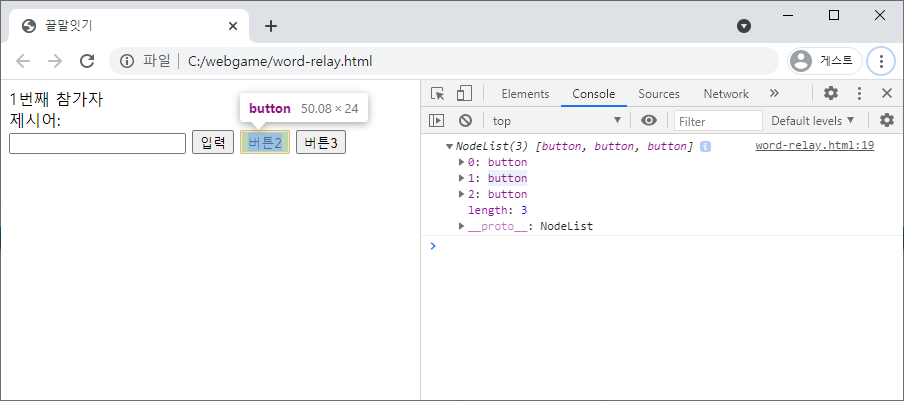 끝말잇기
파일 C:/webgame/word-relay.html 게스트
1번째 참가자
제시어:
button 50.08 × 24
입력 버튼2 버튼3
Elements Console Sources Network »
top Filter Default levels
NodeList(3) [button, button, button] i word-relay.html:19
0: button
1: button
2: button
length: 3
__proto__: NodeList